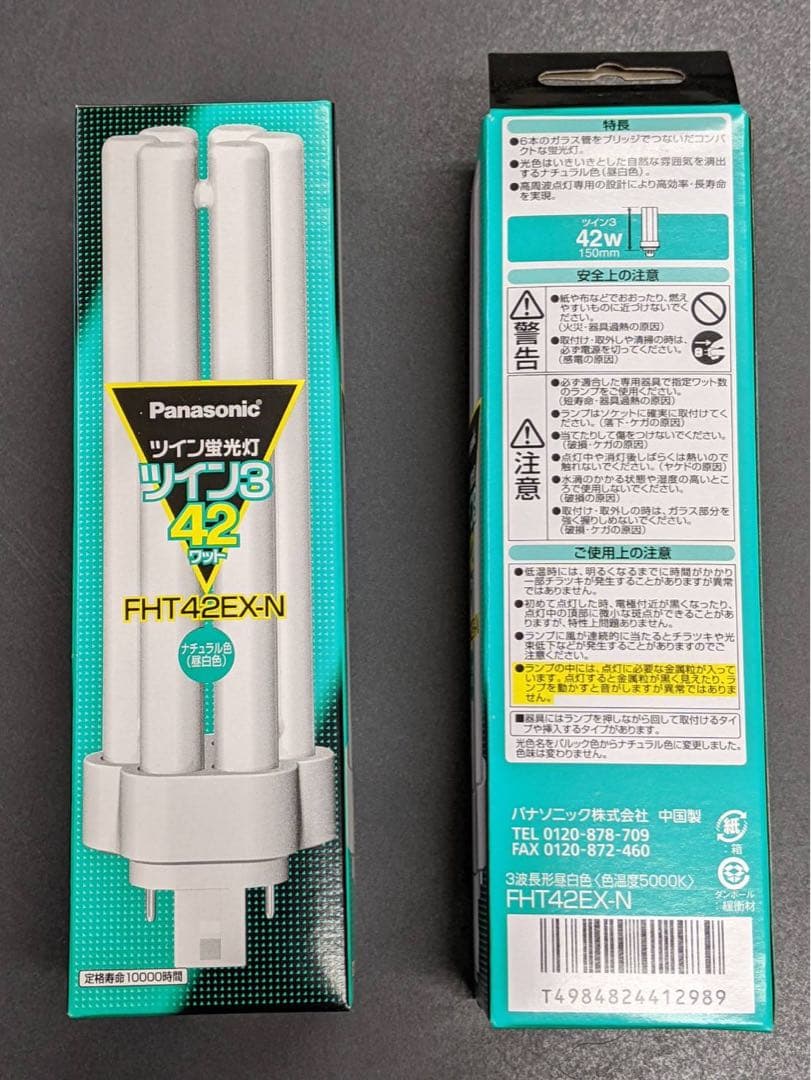 Panasonic
ツイン蛍光灯
ツイン3
42
ワット
FHT42EX-N
ナチュラル色
(昼白色)
定格寿命10000時間
特長
●6本のガラス管をブリッジでつないだコンパ
クトな蛍光灯。
●光色はいきいきとした自然な雰囲気を演出
するナチュラル色(昼白色)。
●高周波点灯専用の設計により高効率・長寿命
を実現。
ツイン3
42W
150mm
安全上の注意
警告
●紙や布などでおおったり、燃え
やすいものに近づけないでく
ださい。
(火災・器具過熱の原因)
●取付け・取外しや清掃の時は、
必ず電源を切ってください。
(感電の原因)
注意
●必ず適合した専用器具で指定ワット数
のランプをご使用ください。
(短寿命・器具過熱の原因)
●ランプはソケットに確実に取付けてく
ださい。(落下・ケガの原因)
●当てたりして傷をつけないでください。
(破損・ケガの原因)
●点灯中や消灯後しばらくは熱いので
触れないでください。(ヤケドの原因)
●水滴のかかる状態や湿度の高いとこ
ろで使用しないでください。
(破損の原因)
●取付け・取外しの時は、ガラス部分を
強く握りしめないでください。
(破損・ケガの原因)
ご使用上の注意
●低温時には、明るくなるまでに時間がかかり
一部チラツキが発生することがありますが異常
ではありません。
●初めて点灯した時、電極付近が黒くなったり、
点灯中の頂部に微小な斑点ができることがあ
りますが、特性上問題ありません。
●ランプに風が連続的に当たるとチラツキや光
束低下などが発生することがありますのでご
注意ください。
●ランプの中には、点灯に必要な金属粒が入って
います。点灯すると金属粒が黒く見えたり、ラ
ンプを動かすと音がしますが異常ではありま
せん。
■器具にはランプを押しながら回して取付けるタイ
プや挿入するタイプがあります。
光色名をパルック色からナチュラル色に変更しました。
色味は変わりません。
パナソニック株式会社 中国製
TEL 0120-878-709
FAX 0120-872-460
紙
:箱
ダンボール
:緩衝材
3波長形昼白色〈色温度5000K〉
FHT42EX-N
T4984824412989